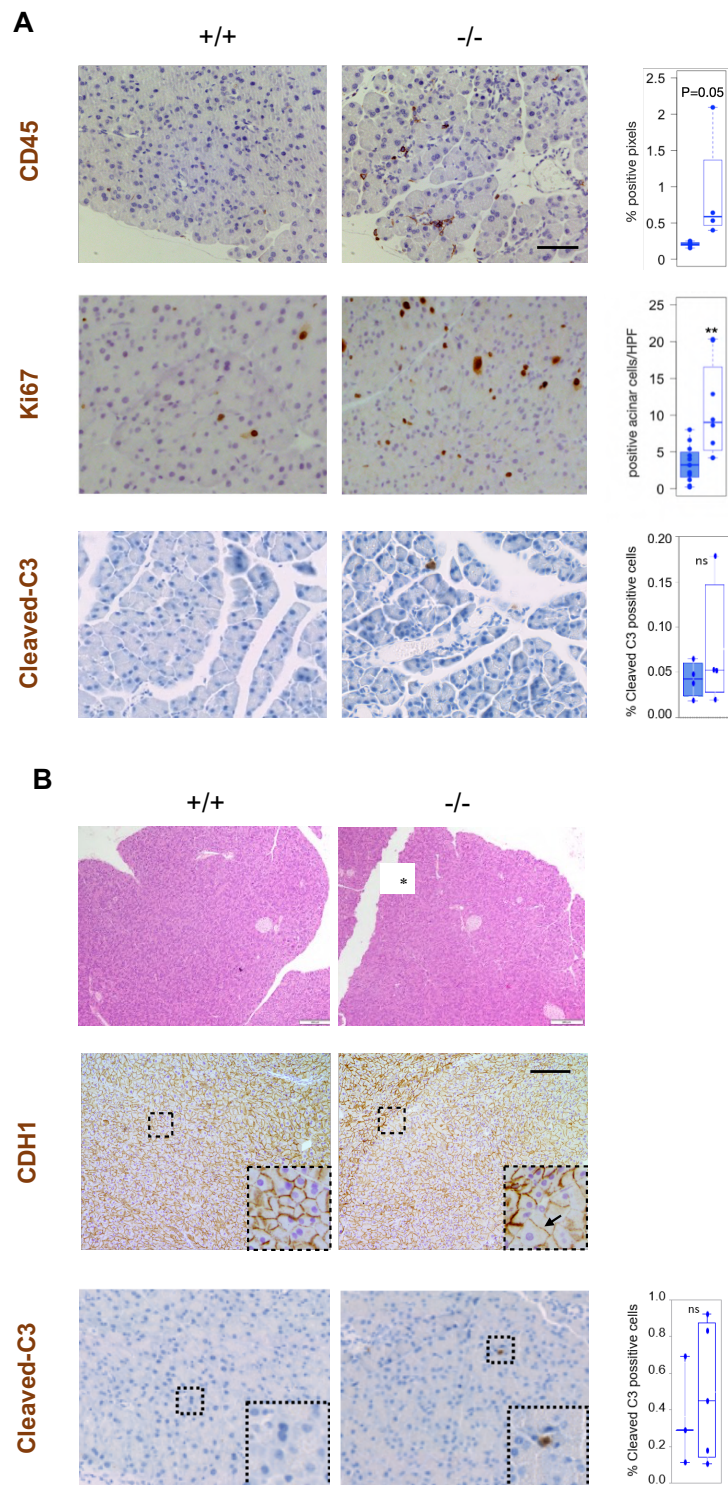 A
+/+
-/-
CD45
2.5
P=0.05
2
1.5
1
0.5
0
% positive pixels
Ki67
25
**
20
15
10
5
0
positive acinar cells/HPF
Cleaved-C3
0.20
ns
0.15
0.10
0.05
0.00
% Cleaved C3 possitive cells
B
+/+
-/-
*
CDH1
Cleaved-C3
1.0
ns
0.8
0.6
0.4
0.2
0.0
% Cleaved C3 possitive cells